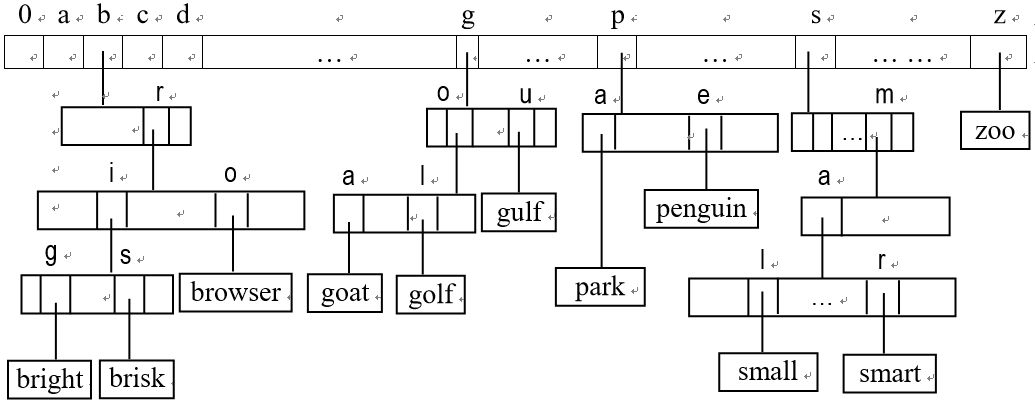 0 a b c d g p s z
… … … … …
r o u a e m
…
zoo
i o a l a
gulf penguin
g s l r
browser goat golf park
…
bright brisk small smart